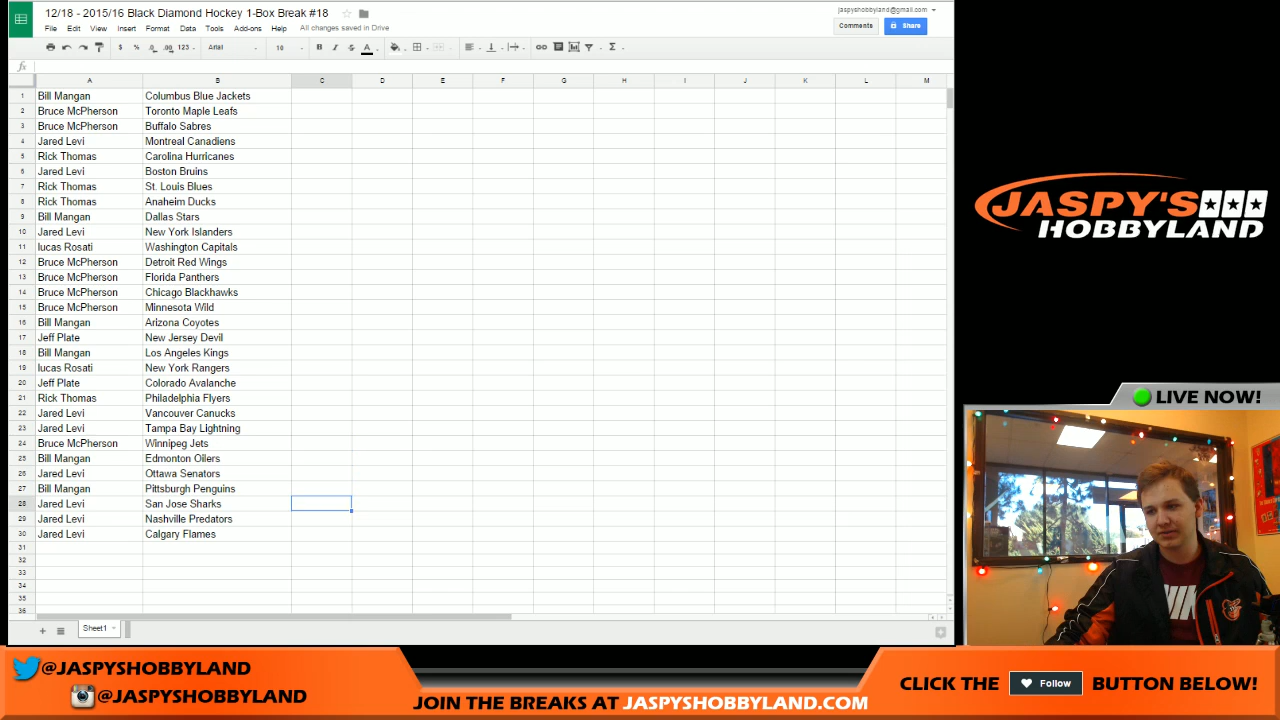 12/18 - 2015/16 Black Diamond Hockey 1-Box Break #18
jaspyshobbyland@gmail.com
File Edit View Insert Format Data Tools Add-ons Help All changes saved in Drive
Comments Share
$ % .0 .00 123 Arial 10 B I S A Σ
fx
A B C D E F G H I J K L M
1 Bill Mangan Columbus Blue Jackets
2 Bruce McPherson Toronto Maple Leafs
3 Bruce McPherson Buffalo Sabres
4 Jared Levi Montreal Canadiens
5 Rick Thomas Carolina Hurricanes
6 Jared Levi Boston Bruins
7 Rick Thomas St. Louis Blues
8 Rick Thomas Anaheim Ducks
9 Bill Mangan Dallas Stars
10 Jared Levi New York Islanders
11 lucas Rosati Washington Capitals
12 Bruce McPherson Detroit Red Wings
13 Bruce McPherson Florida Panthers
14 Bruce McPherson Chicago Blackhawks
15 Bruce McPherson Minnesota Wild
16 Bill Mangan Arizona Coyotes
17 Jeff Plate New Jersey Devil
18 Bill Mangan Los Angeles Kings
19 lucas Rosati New York Rangers
20 Jeff Plate Colorado Avalanche
21 Rick Thomas Philadelphia Flyers
22 Jared Levi Vancouver Canucks
23 Jared Levi Tampa Bay Lightning
24 Bruce McPherson Winnipeg Jets
25 Bill Mangan Edmonton Oilers
26 Jared Levi Ottawa Senators
27 Bill Mangan Pittsburgh Penguins
28 Jared Levi San Jose Sharks
29 Jared Levi Nashville Predators
30 Jared Levi Calgary Flames
31
32
33
34
35
36
Sheet1
JASPY'S
HOBBYLAND
LIVE NOW!
@JASPYSHOBBYLAND
@JASPYSHOBBYLAND
JOIN THE BREAKS AT JASPYSHOBBYLAND.COM
CLICK THE Follow BUTTON BELOW!